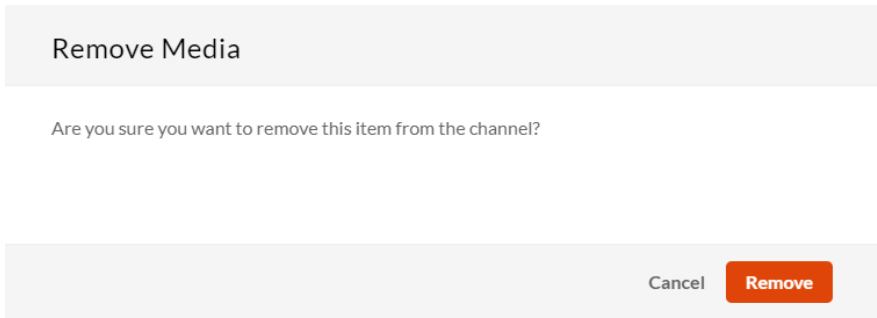 Remove Media
Are you sure you want to remove this item from the channel?
Cancel Remove